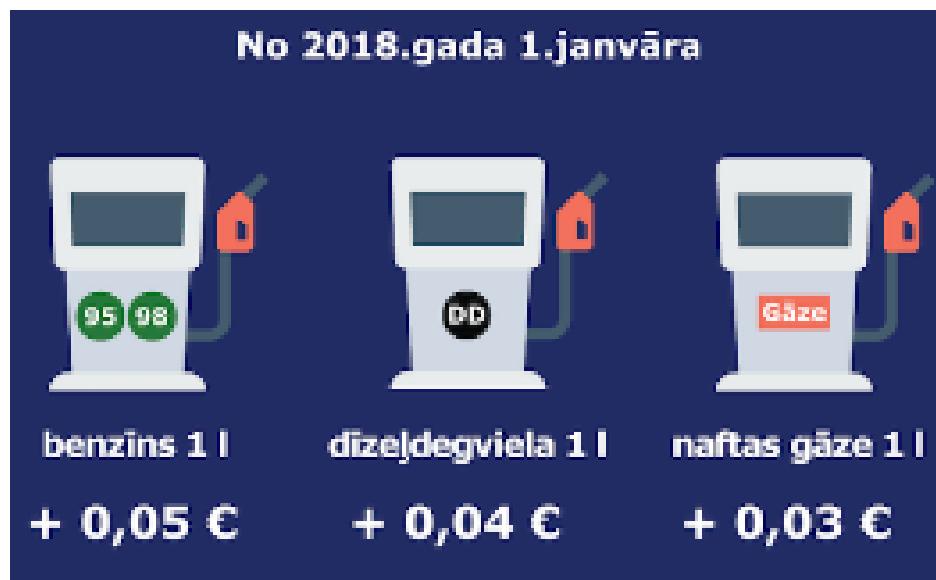 No 2018.gada 1.janvāra
95 98
DD
Gāze
benzīns 1 l
dīzeļdegviela 1 l
naftas gāze 1 l
+ 0,05 €
+ 0,04 €
+ 0,03 €